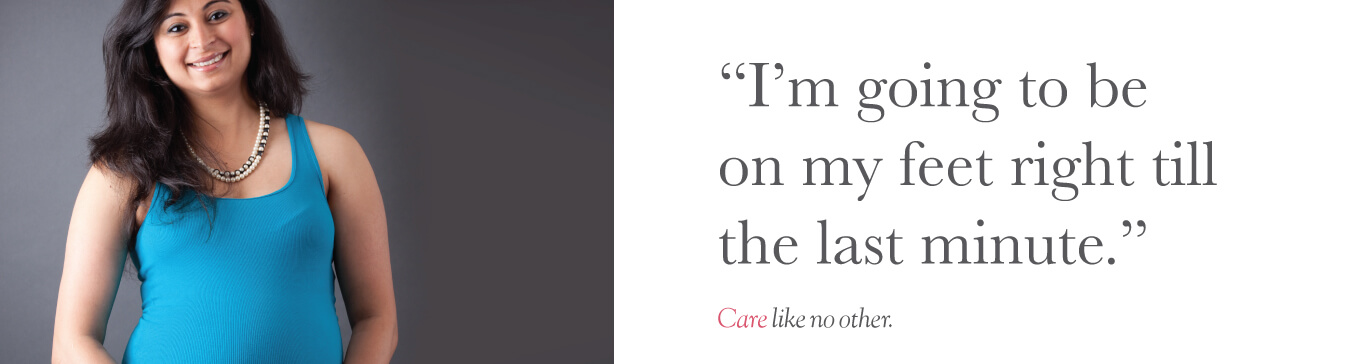 “I’m going to be
on my feet right till
the last minute.”
Care like no other.